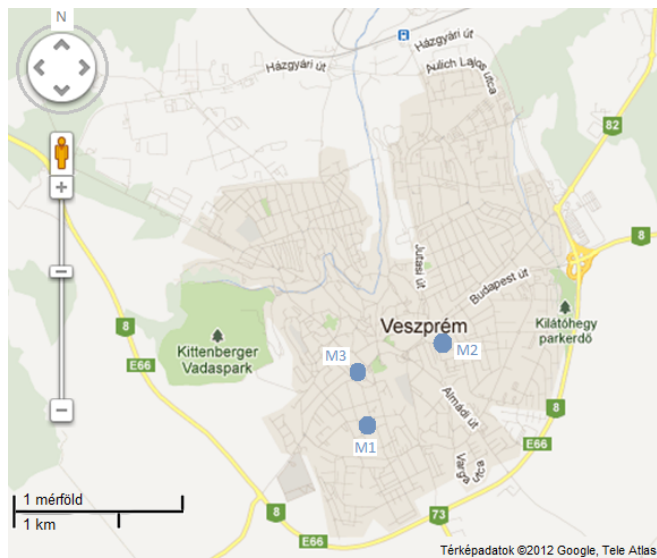 N
Házgyári út
Házgyári út
Aulich Lajos utca
82
8
Jutasi út
Budapest út
Veszprém
Kilátóhegy
parkerdő
Kittenberger
Vadaspark
8
E66
M3
M2
Almádi út
8
M1
E66
Varga
Utca
1 mérföld
1 km
8
E66
73
Térképadatok ©2012 Google, Tele Atlas